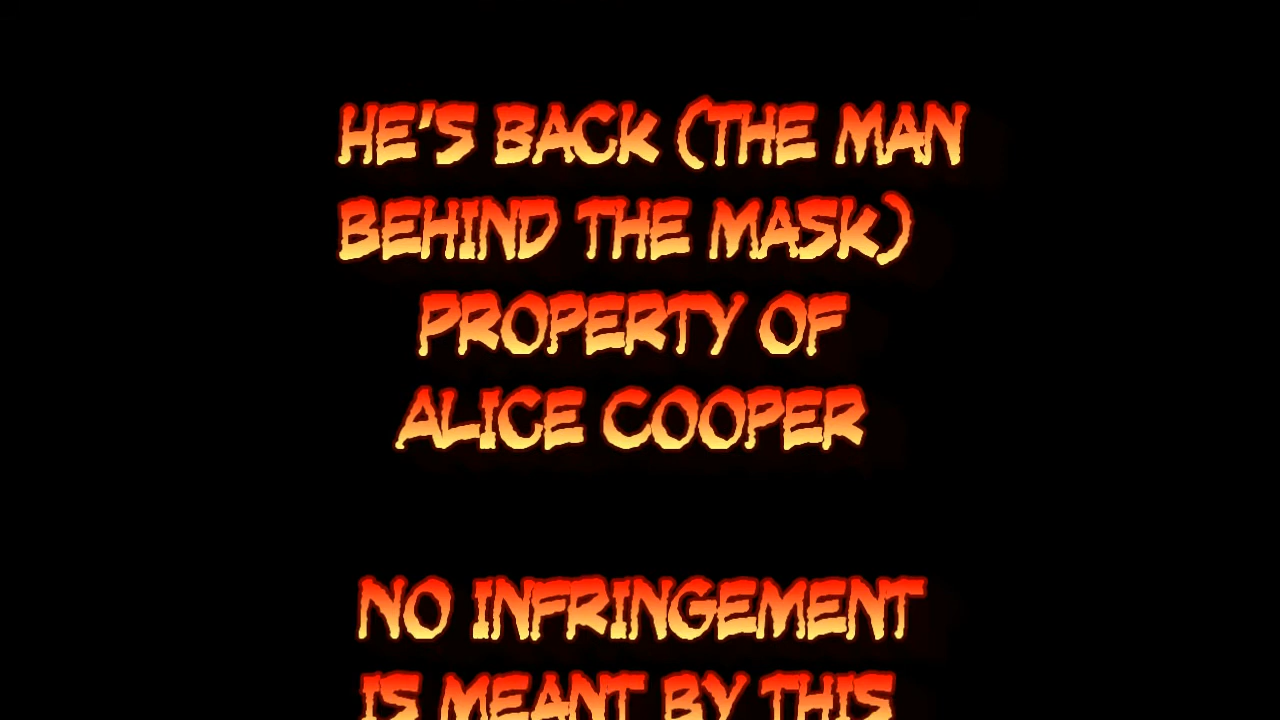 HE'S BACK (THE MAN
BEHIND THE MASK)
PROPERTY OF
ALICE COOPER
NO INFRINGEMENT
IS MEANT BY THIS